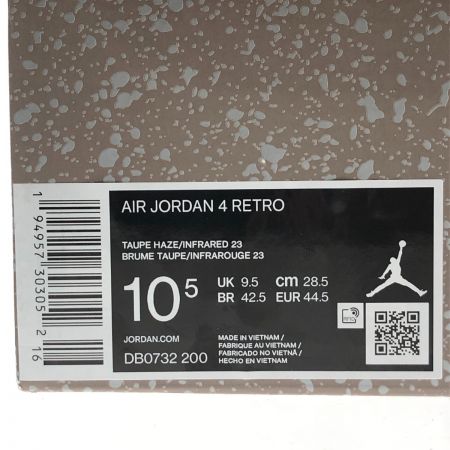 AIR JORDAN 4 RETRO
TAUPE HAZE/INFRARED 23
BRUME TAUPE/INFRAROUGE 23
10 5 UK 9.5 cm 28.5
BR 42.5 EUR 44.5
JORDAN.COM
DB0732 200
MADE IN VIETNAM /
FABRIQUE AU VIETNAM /
FABRICADO NO VIETNÃ /
HECHO EN VIETNAM
1 94957 30305 2 16